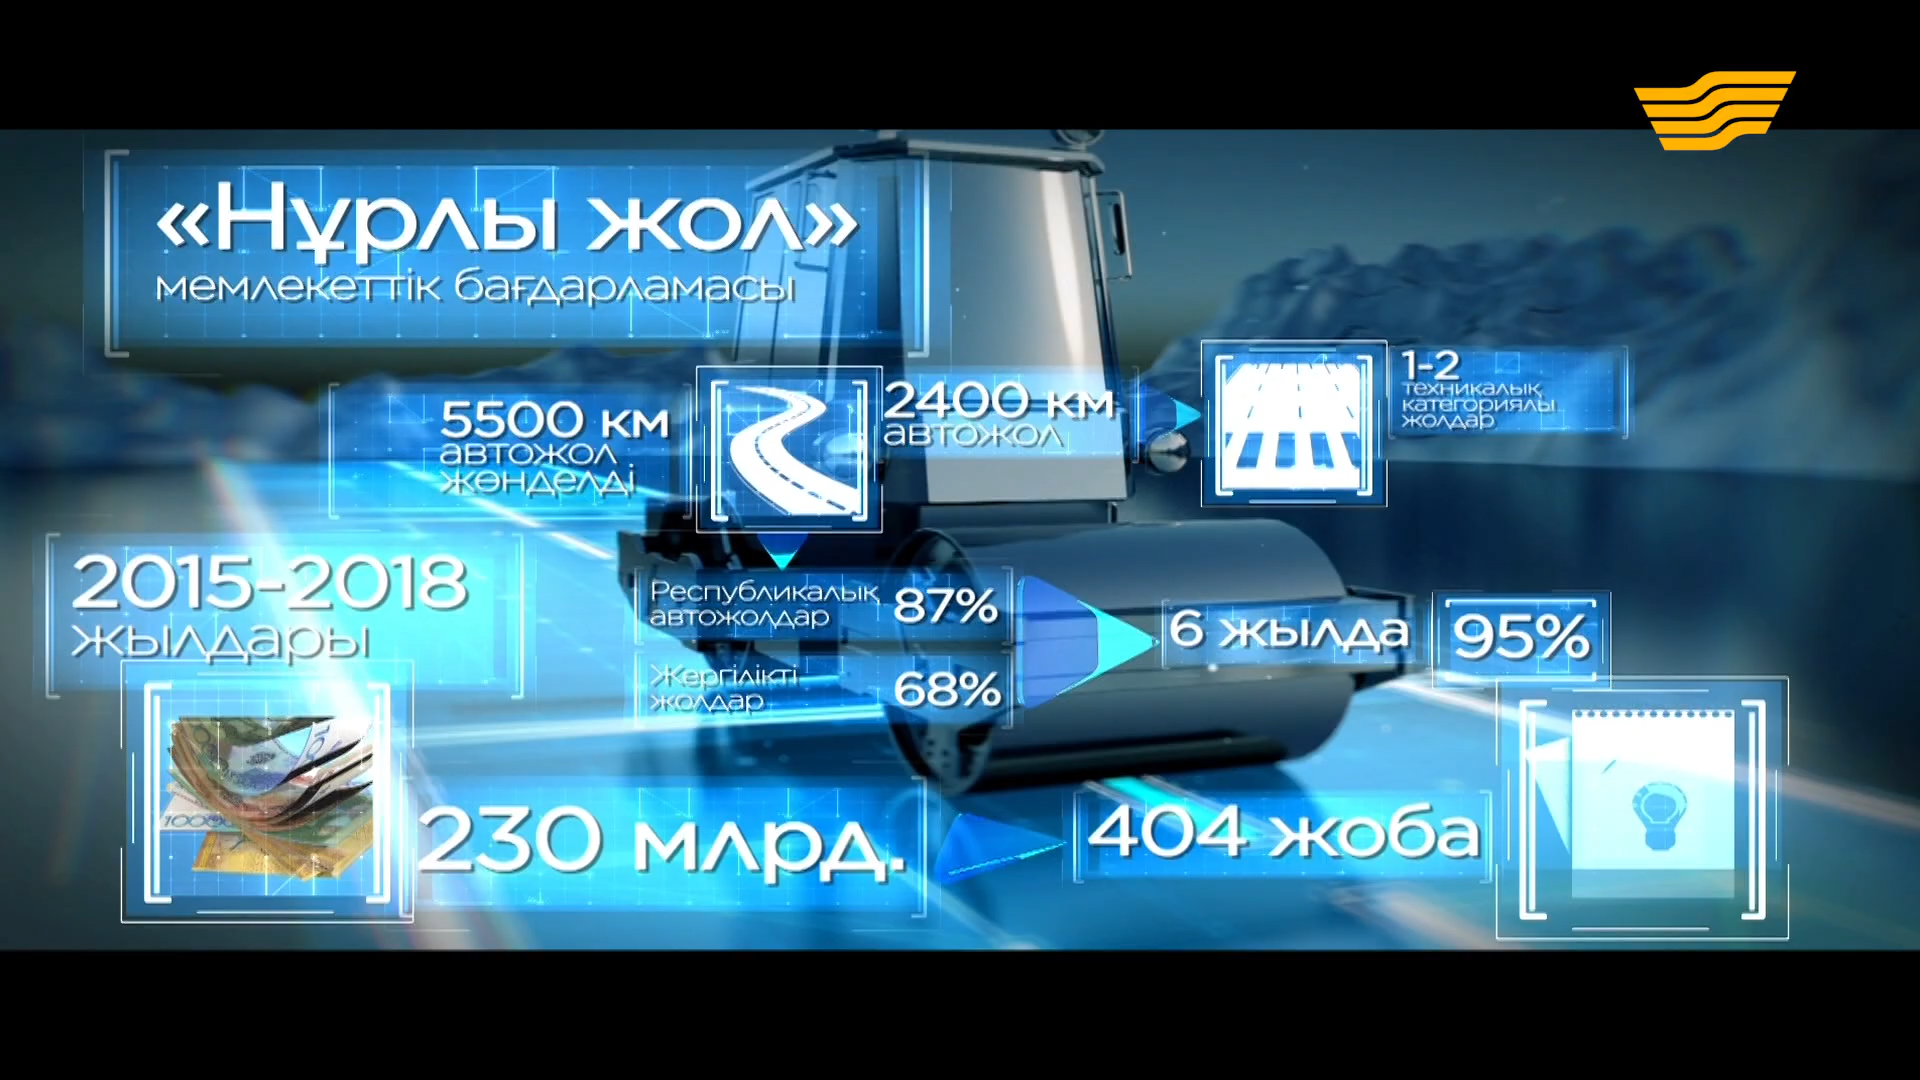 «Нұрлы жол»
мемлекеттік бағдарламасы
5500 км
автожол
жөнделді
2400 км
автожол
1-2
техникалық
категориялы
жолдар
2015-2018
жылдары
Республикалық
автожолдар
87%
Жергілікті
жолдар
68%
6 жылда
95%
230 млрд.
404 жоба